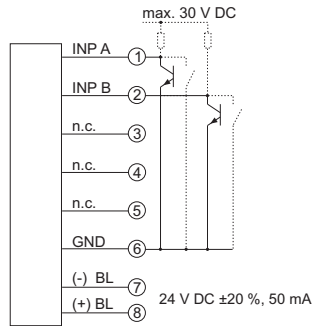 max. 30 V DC
INP A
1
INP B
2
n.c.
3
n.c.
4
n.c.
5
GND
6
(-) BL
7
24 V DC ±20 %, 50 mA
(+) BL
8